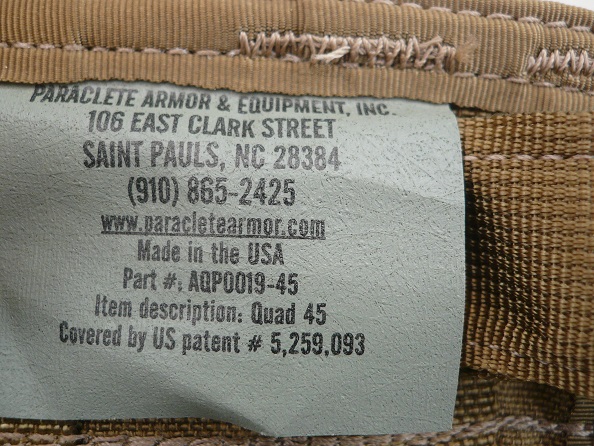 PARACLETE ARMOR & EQUIPMENT, INC.
106 EAST CLARK STREET
SAINT PAULS, NC 28384
(910) 865-2425
www.paracletearmor.com
Made in the USA
Part #: AQP0019-45
Item description: Quad 45
Covered by US patent # 5,259,093